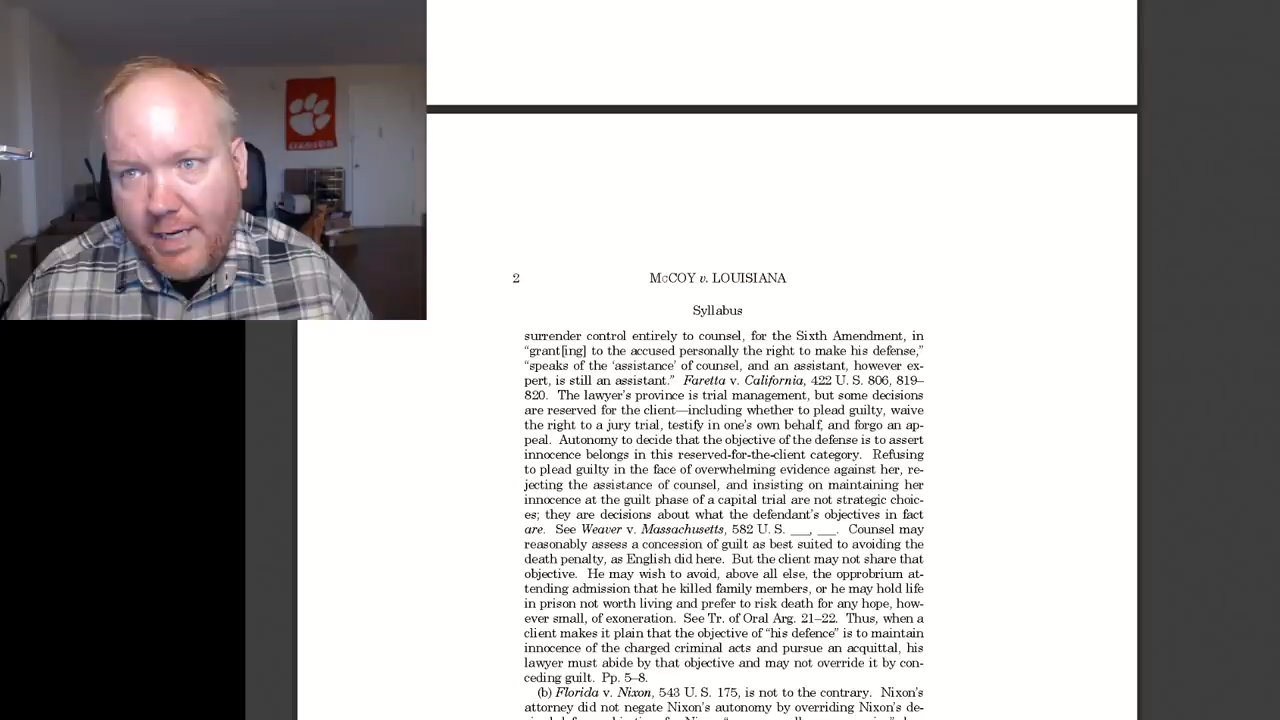 CLEMSON
2 McCOY v. LOUISIANA
Syllabus
surrender control entirely to counsel, for the Sixth Amendment, in
“grant[ing] to the accused personally the right to make his defense,”
“speaks of the ‘assistance’ of counsel, and an assistant, however ex-
pert, is still an assistant.” Faretta v. California, 422 U. S. 806, 819–
820. The lawyer’s province is trial management, but some decisions
are reserved for the client—including whether to plead guilty, waive
the right to a jury trial, testify in one’s own behalf, and forgo an ap-
peal. Autonomy to decide that the objective of the defense is to assert
innocence belongs in this reserved-for-the-client category. Refusing
to plead guilty in the face of overwhelming evidence against her, re-
jecting the assistance of counsel, and insisting on maintaining her
innocence at the guilt phase of a capital trial are not strategic choic-
es; they are decisions about what the defendant’s objectives in fact
are. See Weaver v. Massachusetts, 582 U. S. ___, ___. Counsel may
reasonably assess a concession of guilt as best suited to avoiding the
death penalty, as English did here. But the client may not share that
objective. He may wish to avoid, above all else, the opprobrium at-
tending admission that he killed family members, or he may hold life
in prison not worth living and prefer to risk death for any hope, how-
ever small, of exoneration. See Tr. of Oral Arg. 21–22. Thus, when a
client makes it plain that the objective of “his defence” is to maintain
innocence of the charged criminal acts and pursue an acquittal, his
lawyer must abide by that objective and may not override it by con-
ceding guilt. Pp. 5–8.
(b) Florida v. Nixon, 543 U. S. 175, is not to the contrary. Nixon’s
attorney did not negate Nixon’s autonomy by overriding Nixon’s de-